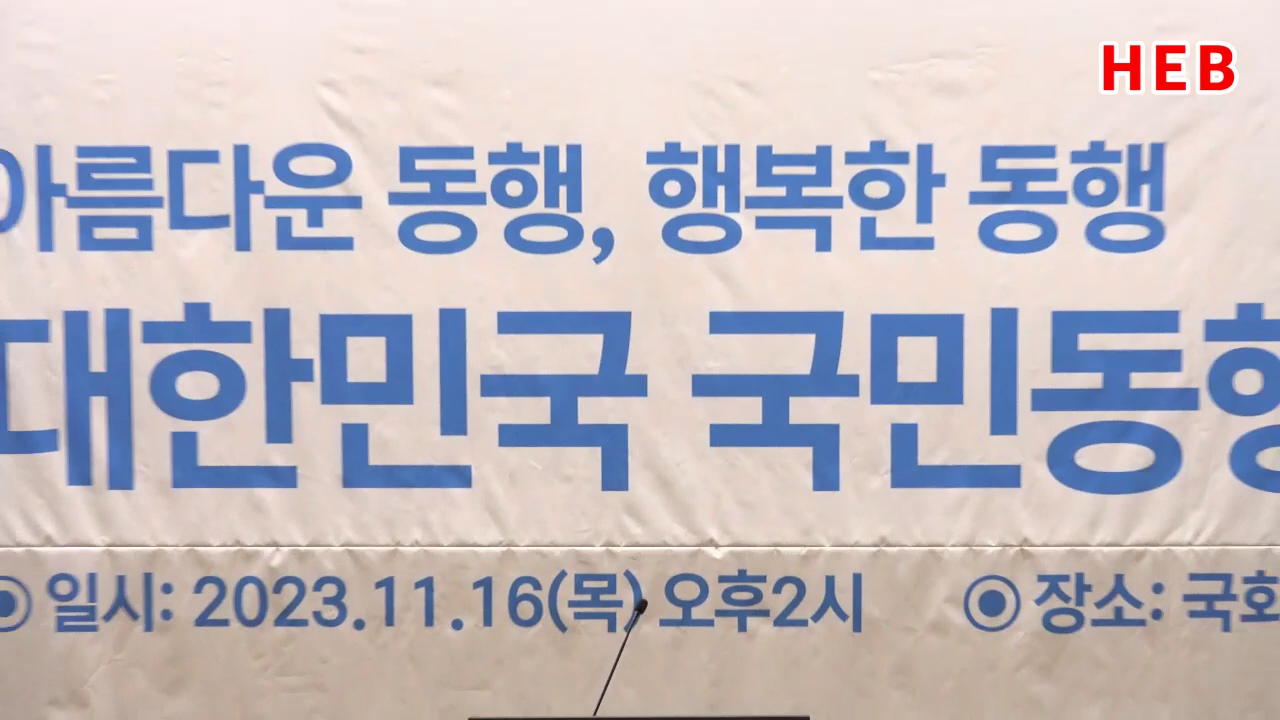 HEB
아름다운 동행, 행복한 동행
대한민국 국민동행
◉ 일시: 2023.11.16(목) 오후2시 ◉ 장소: 국회